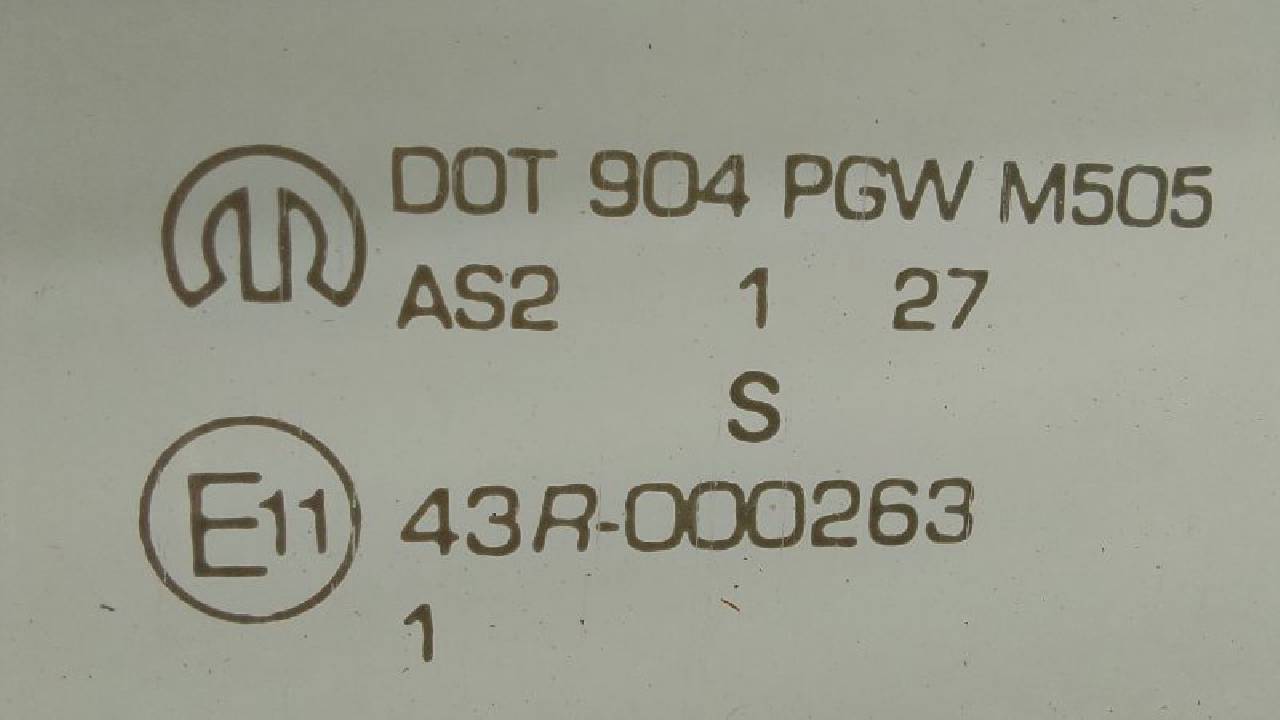 DOT 904 PGW M505
AS2 1 27
S
E11 43R-000263
1